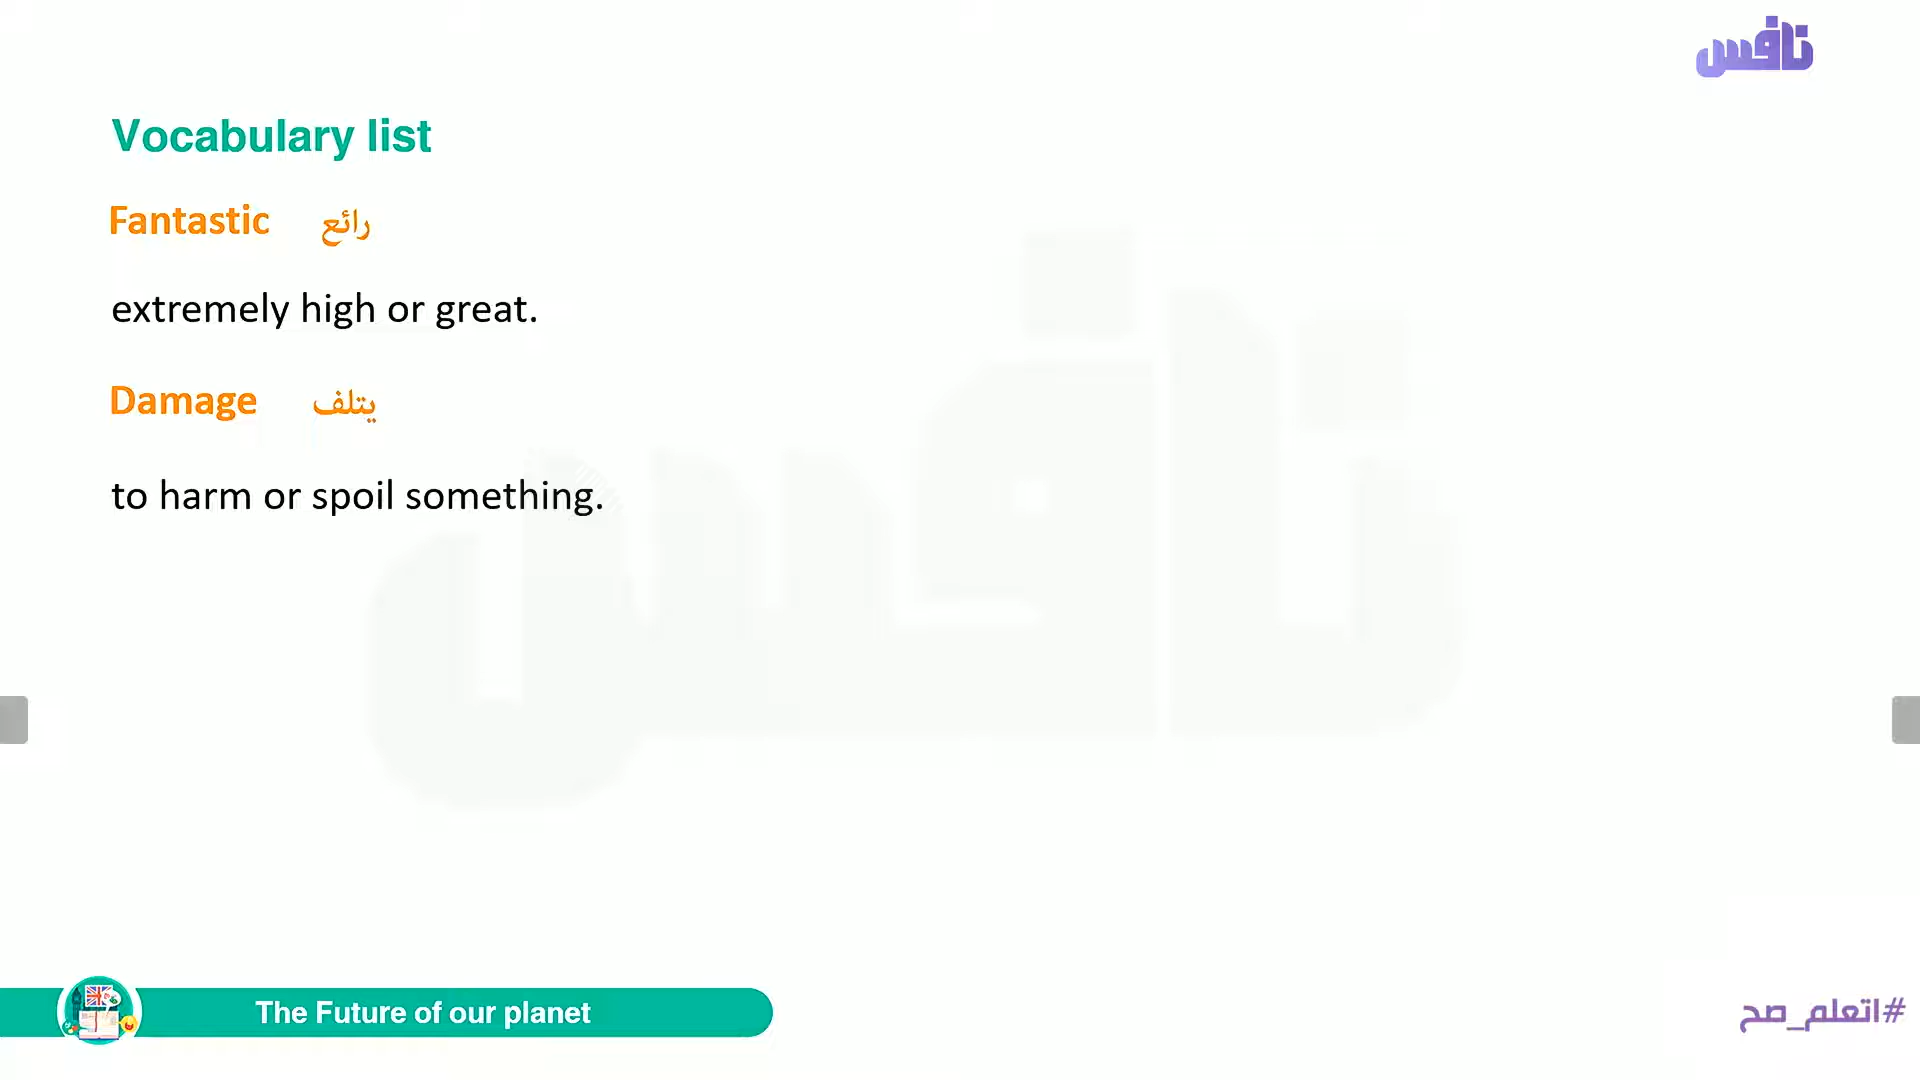 نافس
Vocabulary list
Fantastic رائع
extremely high or great.
Damage يتلف
to harm or spoil something.
نافس
The Future of our planet
#اتعلم_صح